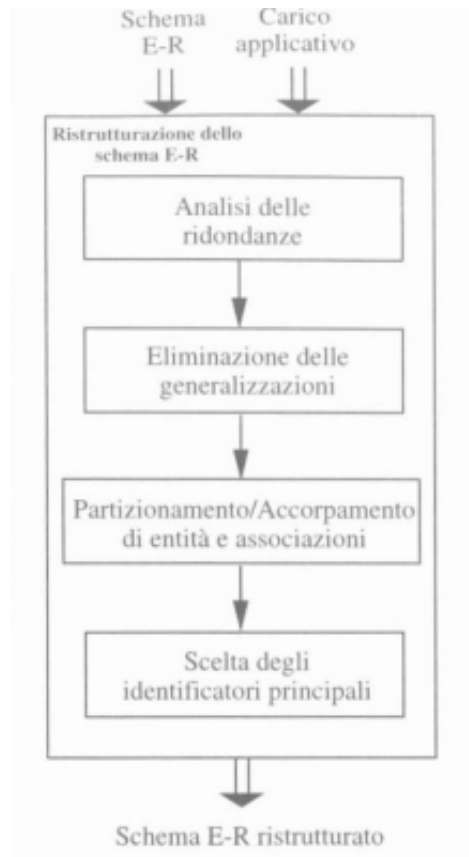 Schema
E-R
Carico
applicativo
Ristrutturazione dello
schema E-R
Analisi delle
ridondanze
Eliminazione delle
generalizzazioni
Partizionamento/Accorpamento
di entità e associazioni
Scelta degli
identificatori principali
Schema E-R ristrutturato